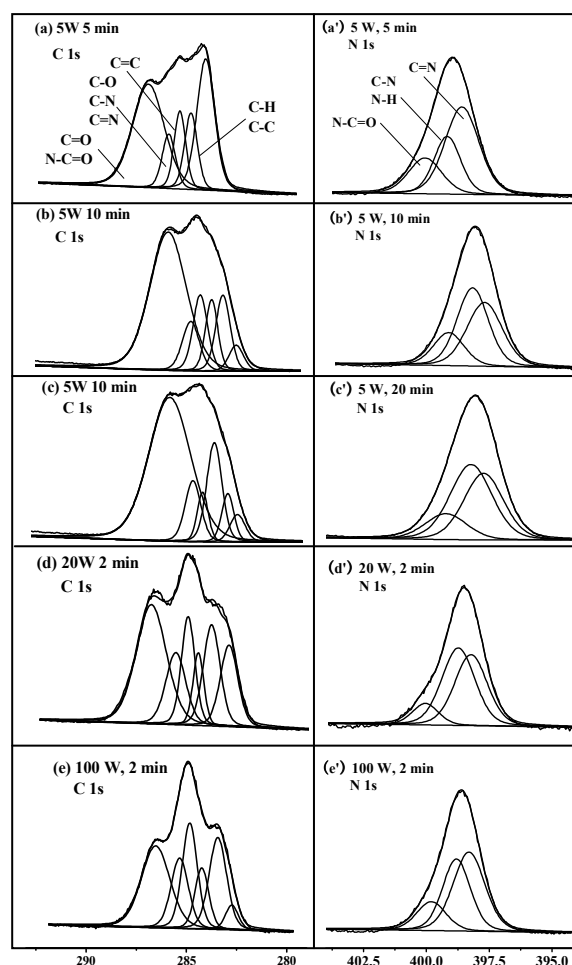 (a) 5W 5 min
C 1s
C=C
C-O
C-N
C=N
C=O
N-C=O
C-H
C-C
(a') 5 W, 5 min
N 1s
C=N
C-N
N-H
N-C=O
(b) 5W 10 min
C 1s
(b') 5 W, 10 min
N 1s
(c) 5W 10 min
C 1s
(c') 5 W, 20 min
N 1s
(d) 20W 2 min
C 1s
(d') 20 W, 2 min
N 1s
(e) 100 W, 2 min
C 1s
(e') 100 W, 2 min
N 1s
290 285 280
402.5 400.0 397.5 395.0